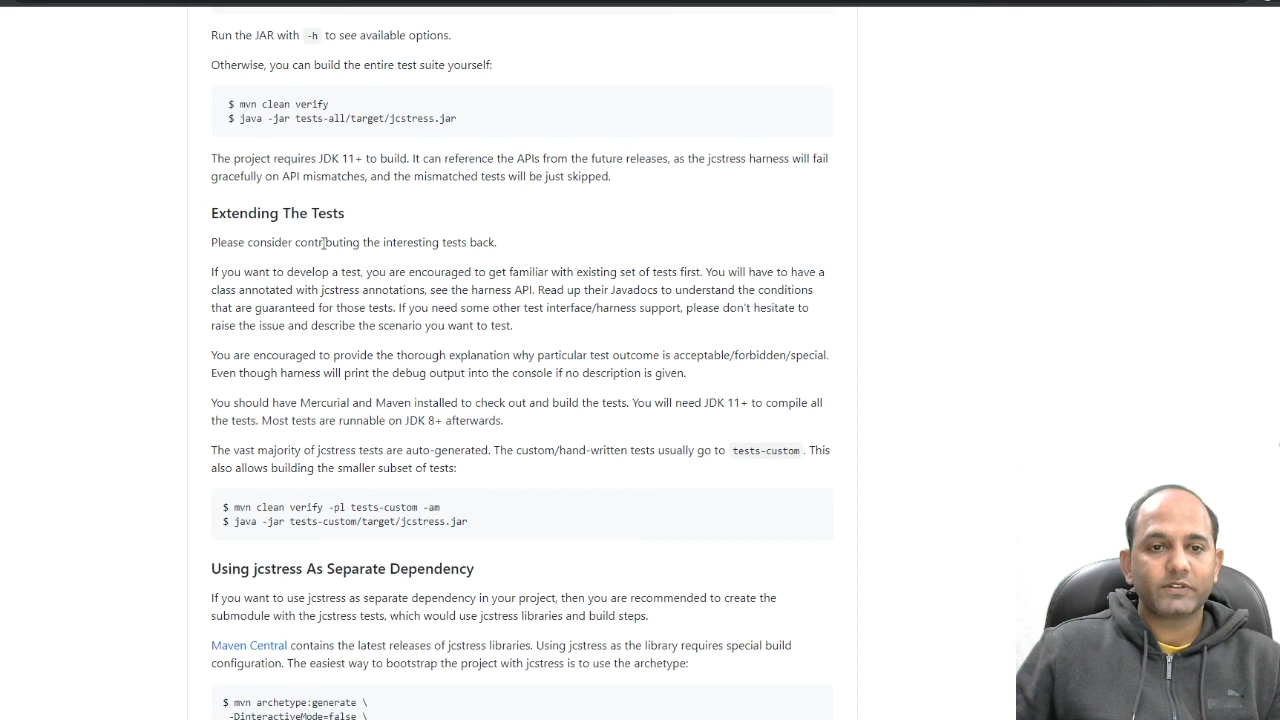 Run the JAR with -h to see available options.
Otherwise, you can build the entire test suite yourself:
$ mvn clean verify
$ java -jar tests-all/target/jcstress.jar
The project requires JDK 11+ to build. It can reference the APIs from the future releases, as the jcstress harness will fail
gracefully on API mismatches, and the mismatched tests will be just skipped.
Extending The Tests
Please consider contributing the interesting tests back.
If you want to develop a test, you are encouraged to get familiar with existing set of tests first. You will have to have a
class annotated with jcstress annotations, see the harness API. Read up their Javadocs to understand the conditions
that are guaranteed for those tests. If you need some other test interface/harness support, please don't hesitate to
raise the issue and describe the scenario you want to test.
You are encouraged to provide the thorough explanation why particular test outcome is acceptable/forbidden/special.
Even though harness will print the debug output into the console if no description is given.
You should have Mercurial and Maven installed to check out and build the tests. You will need JDK 11+ to compile all
the tests. Most tests are runnable on JDK 8+ afterwards.
The vast majority of jcstress tests are auto-generated. The custom/hand-written tests usually go to tests-custom. This
also allows building the smaller subset of tests:
$ mvn clean verify -pl tests-custom -am
$ java -jar tests-custom/target/jcstress.jar
Using jcstress As Separate Dependency
If you want to use jcstress as separate dependency in your project, then you are recommended to create the
submodule with the jcstress tests, which would use jcstress libraries and build steps.
Maven Central contains the latest releases of jcstress libraries. Using jcstress as the library requires special build
configuration. The easiest way to bootstrap the project with jcstress is to use the archetype:
$ mvn archetype:generate \
-DinteractiveMode=false \